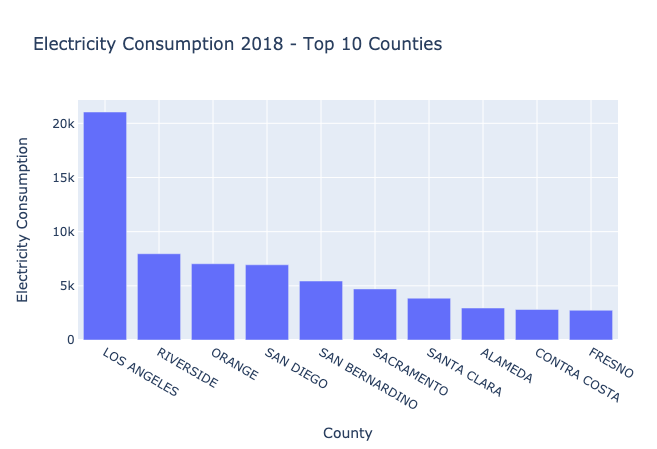 Electricity Consumption 2018 - Top 10 Counties
Electricity Consumption
20k
15k
10k
5k
0
LOS ANGELES
RIVERSIDE
ORANGE
SAN DIEGO
SAN BERNARDINO
SACRAMENTO
SANTA CLARA
ALAMEDA
CONTRA COSTA
FRESNO
County